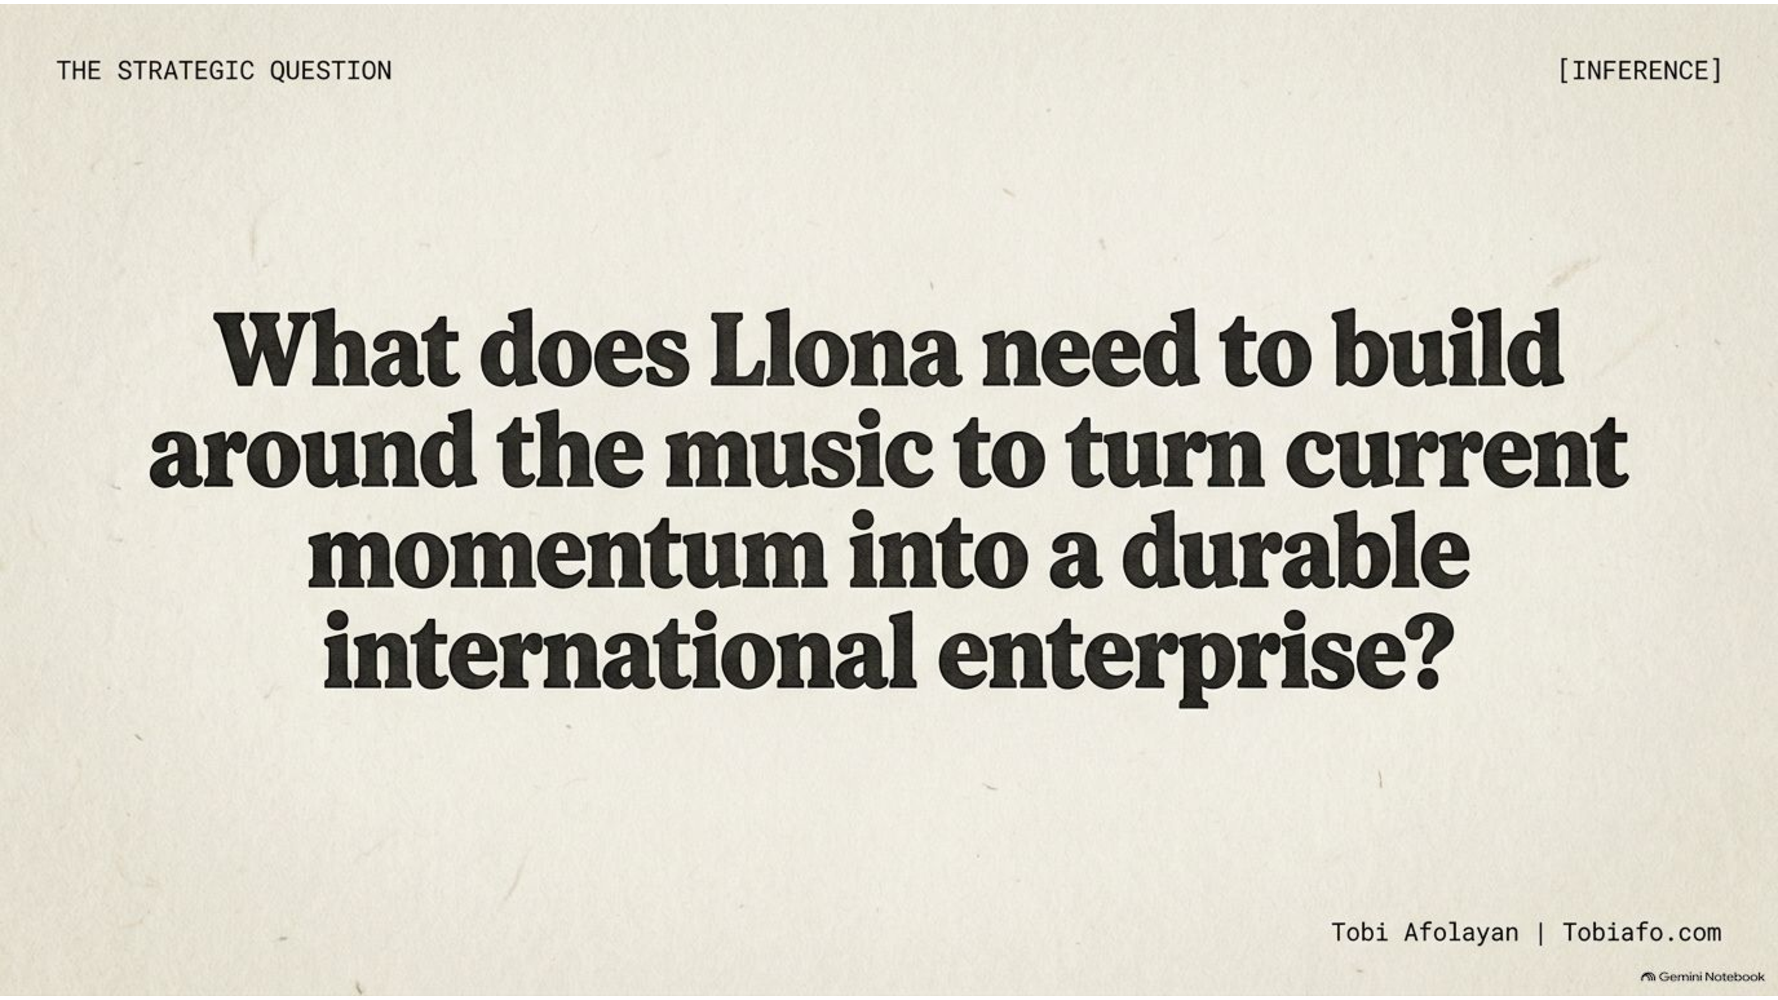 THE STRATEGIC QUESTION
[INFERENCE]
What does Llona need to build
around the music to turn current
momentum into a durable
international enterprise?
Tobi Afolayan | Tobiafo.com
Gemini Notebook